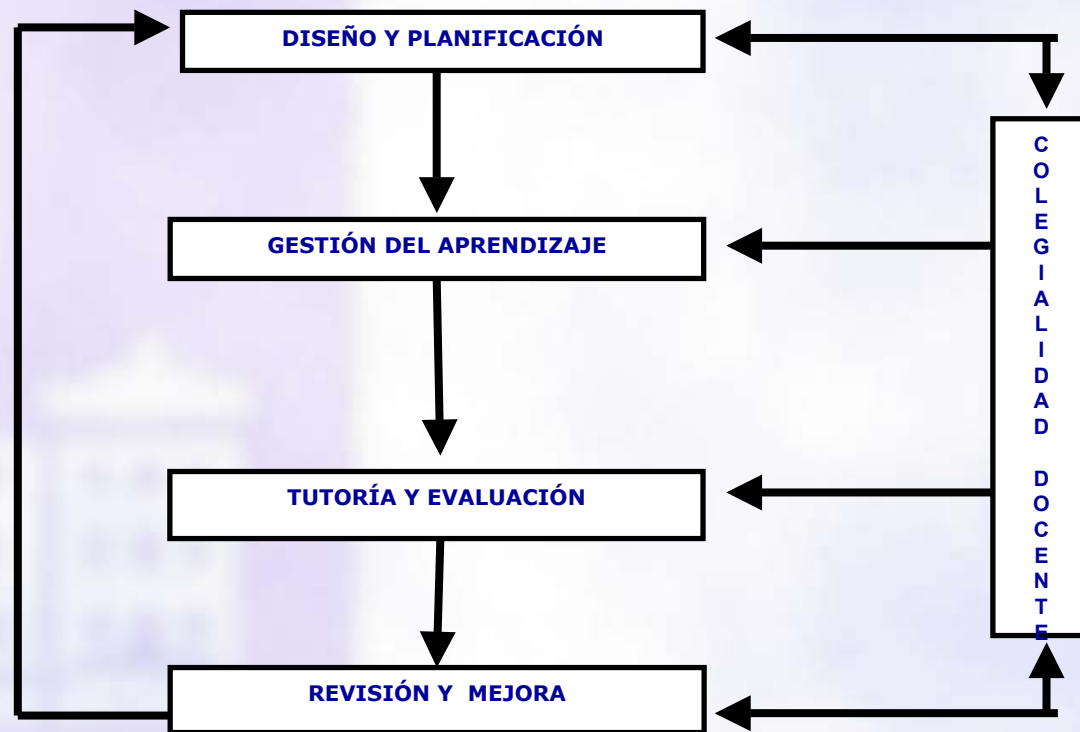 DISEÑO Y PLANIFICACIÓN
GESTIÓN DEL APRENDIZAJE
TUTORÍA Y EVALUACIÓN
REVISIÓN Y MEJORA
COLEGIALIDAD DOCENTE